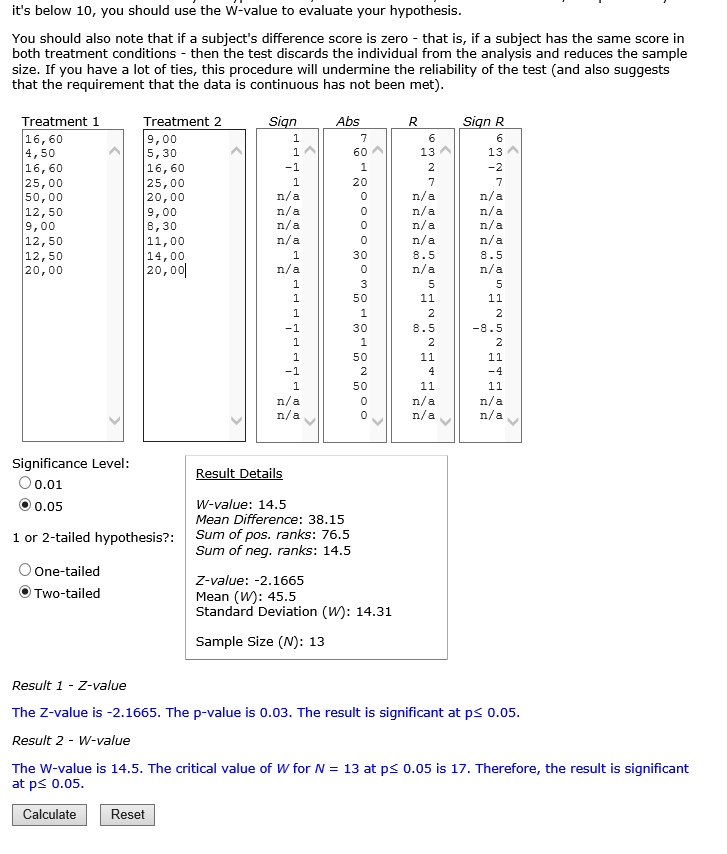 it's below 10, you should use the W-value to evaluate your hypothesis.
You should also note that if a subject's difference score is zero - that is, if a subject has the same score in
both treatment conditions - then the test discards the individual from the analysis and reduces the sample
size. If you have a lot of ties, this procedure will undermine the reliability of the test (and also suggests
that the requirement that the data is continuous has not been met).
Treatment 1 Treatment 2 Sign Abs R Sign R
16,60 9,00 1 7 6 6
4,50 5,30 1 60 13 13
16,60 16,60 -1 1 2 -2
25,00 25,00 1 20 7 7
50,00 20,00 n/a 0 n/a n/a
12,50 9,00 n/a 0 n/a n/a
9,00 8,30 n/a 0 n/a n/a
12,50 11,00 n/a 0 n/a n/a
12,50 14,00 1 30 8.5 8.5
20,00 20,00 n/a 0 n/a n/a
1 3 5 5
1 50 11 11
1 1 2 2
-1 30 8.5 -8.5
1 1 2 2
1 50 11 11
-1 2 4 -4
1 50 11 11
n/a 0 n/a n/a
n/a 0 n/a n/a
Significance Level:
0.01
0.05
1 or 2-tailed hypothesis?:
One-tailed
Two-tailed
Result Details
W-value: 14.5
Mean Difference: 38.15
Sum of pos. ranks: 76.5
Sum of neg. ranks: 14.5
Z-value: -2.1665
Mean (W): 45.5
Standard Deviation (W): 14.31
Sample Size (N): 13
Result 1 - Z-value
The Z-value is -2.1665. The p-value is 0.03. The result is significant at p≤ 0.05.
Result 2 - W-value
The W-value is 14.5. The critical value of W for N = 13 at p≤ 0.05 is 17. Therefore, the result is significant
at p≤ 0.05.
Calculate Reset